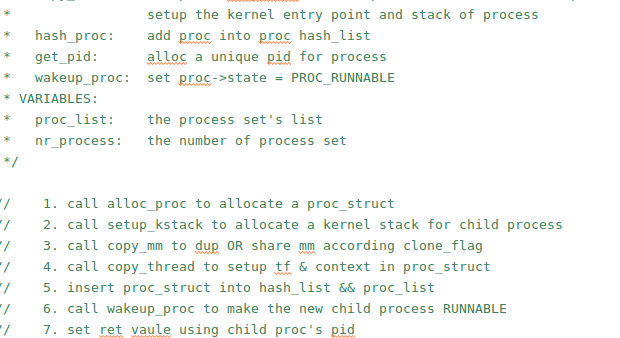 *                 setup the kernel entry point and stack of process
*   hash_proc:    add proc into proc hash_list
*   get_pid:      alloc a unique pid for process
*   wakeup_proc:  set proc->state = PROC_RUNNABLE
* VARIABLES:
*   proc_list:    the process set's list
*   nr_process:   the number of process set
*/
//    1. call alloc_proc to allocate a proc_struct
//    2. call setup_kstack to allocate a kernel stack for child process
//    3. call copy_mm to dup OR share mm according clone_flag
//    4. call copy_thread to setup tf & context in proc_struct
//    5. insert proc_struct into hash_list && proc_list
//    6. call wakeup_proc to make the new child process RUNNABLE
//    7. set ret vaule using child proc's pid